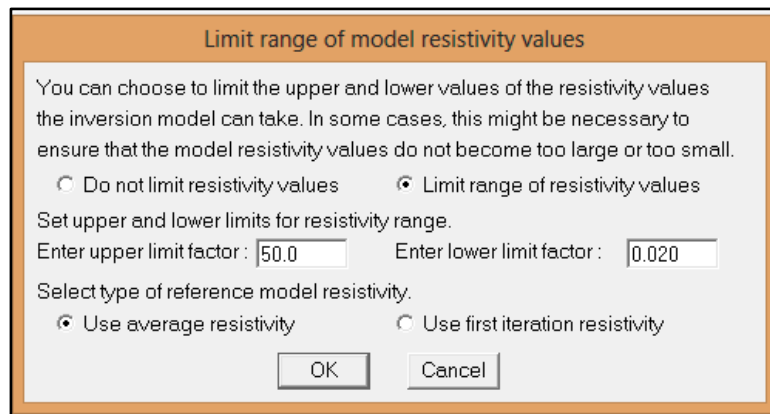 Limit range of model resistivity values
You can choose to limit the upper and lower values of the resistivity values
the inversion model can take. In some cases, this might be necessary to
ensure that the model resistivity values do not become too large or too small.
Do not limit resistivity values Limit range of resistivity values
Set upper and lower limits for resistivity range.
Enter upper limit factor : 50.0 Enter lower limit factor : 0.020
Select type of reference model resistivity.
Use average resistivity Use first iteration resistivity
OK Cancel